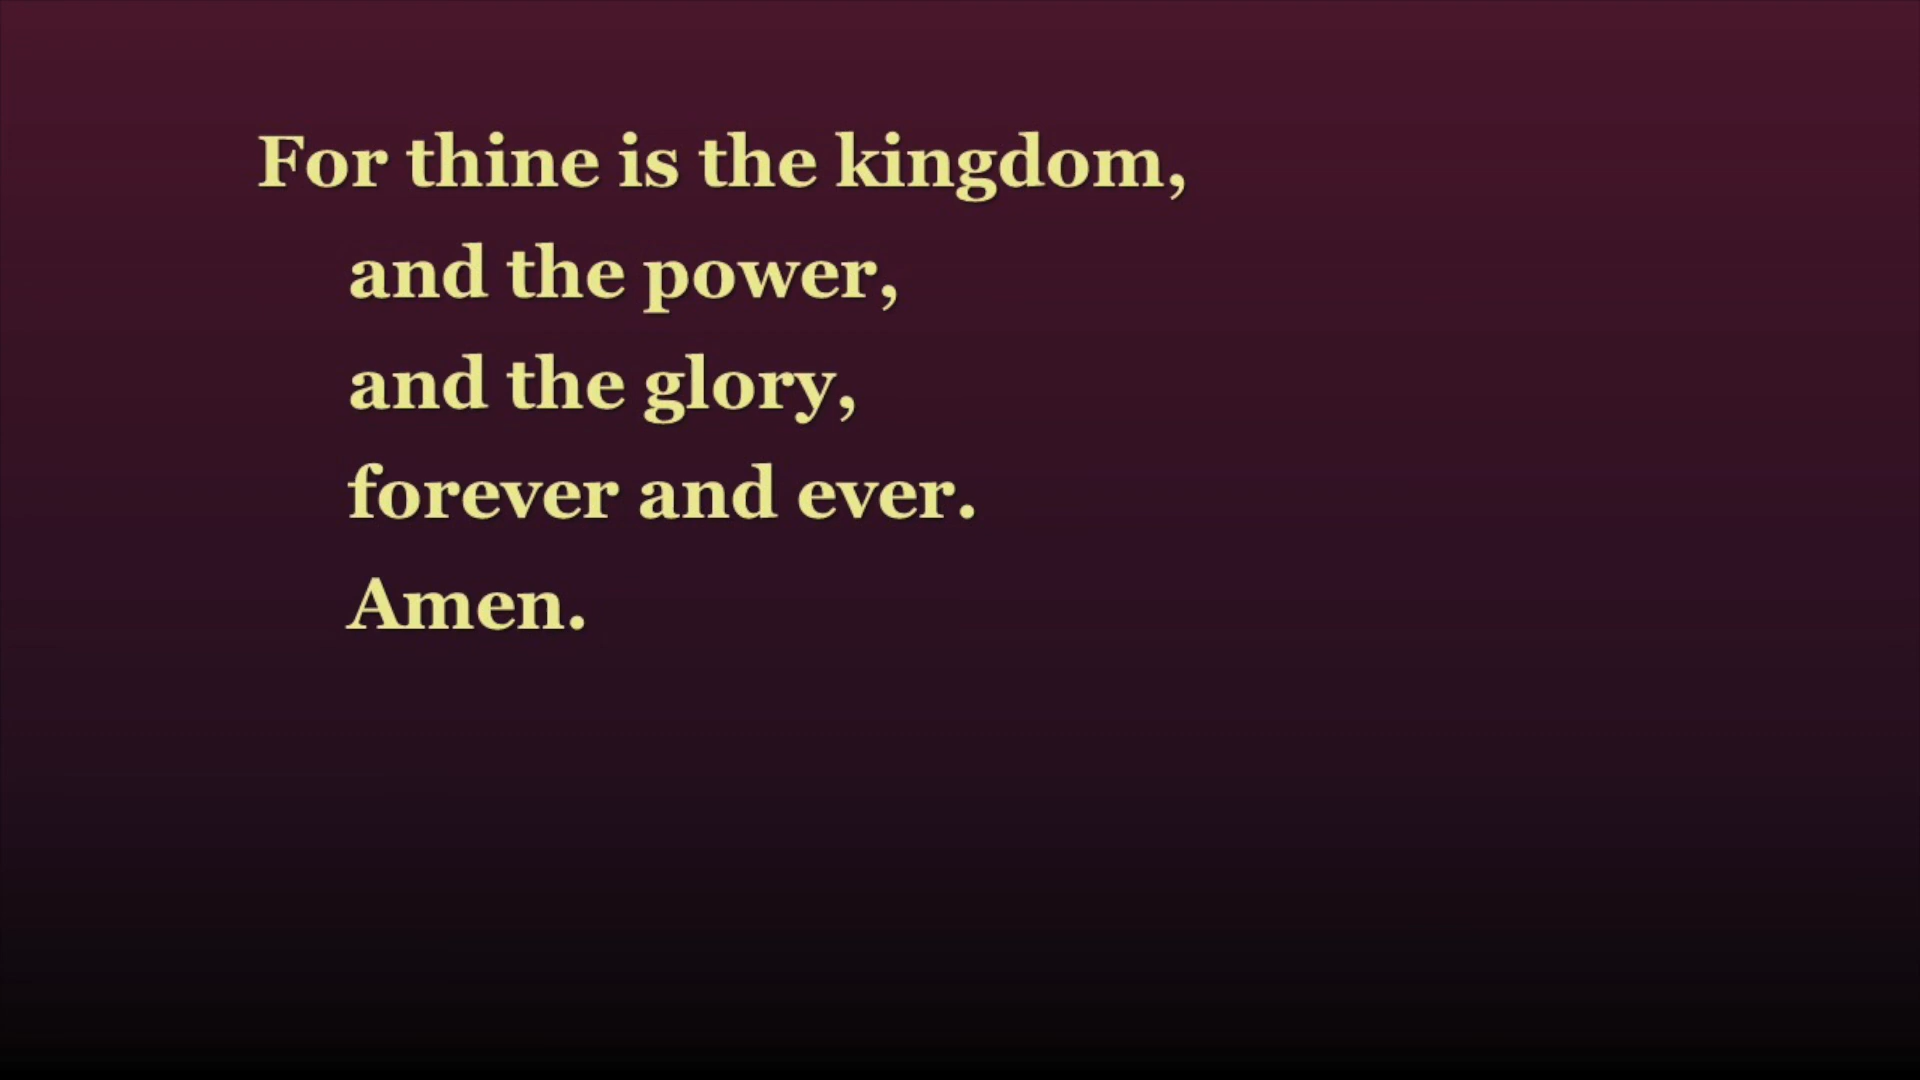 For thine is the kingdom,
and the power,
and the glory,
forever and ever.
Amen.